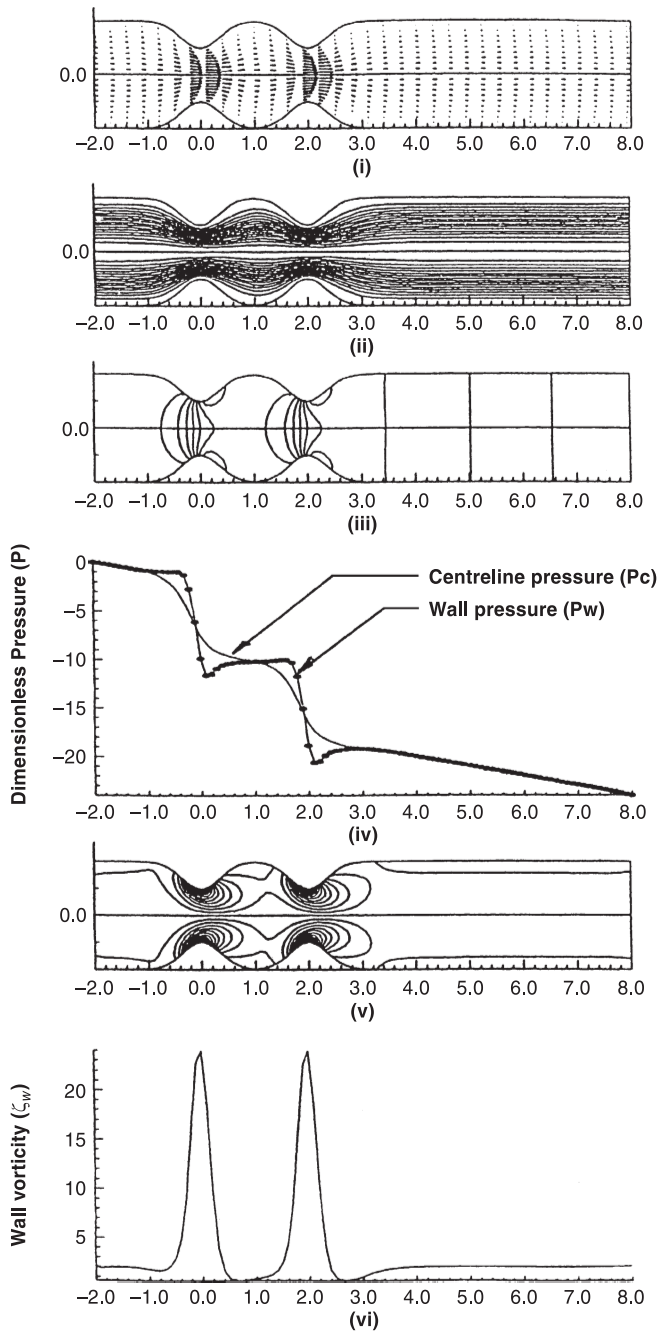 0.0
−2.0 −1.0 0.0 1.0 2.0 3.0 4.0 5.0 6.0 7.0 8.0
(i)
0.0
−2.0 −1.0 0.0 1.0 2.0 3.0 4.0 5.0 6.0 7.0 8.0
(ii)
0.0
−2.0 −1.0 0.0 1.0 2.0 3.0 4.0 5.0 6.0 7.0 8.0
(iii)
Dimensionless Pressure (P)
0
−5
−10
−15
−20
Centreline pressure (Pc)
Wall pressure (Pw)
−2.0 −1.0 0.0 1.0 2.0 3.0 4.0 5.0 6.0 7.0 8.0
(iv)
0.0
−2.0 −1.0 0.0 1.0 2.0 3.0 4.0 5.0 6.0 7.0 8.0
(v)
Wall vorticity (ζw)
20
15
10
5
−2.0 −1.0 0.0 1.0 2.0 3.0 4.0 5.0 6.0 7.0 8.0
(vi)